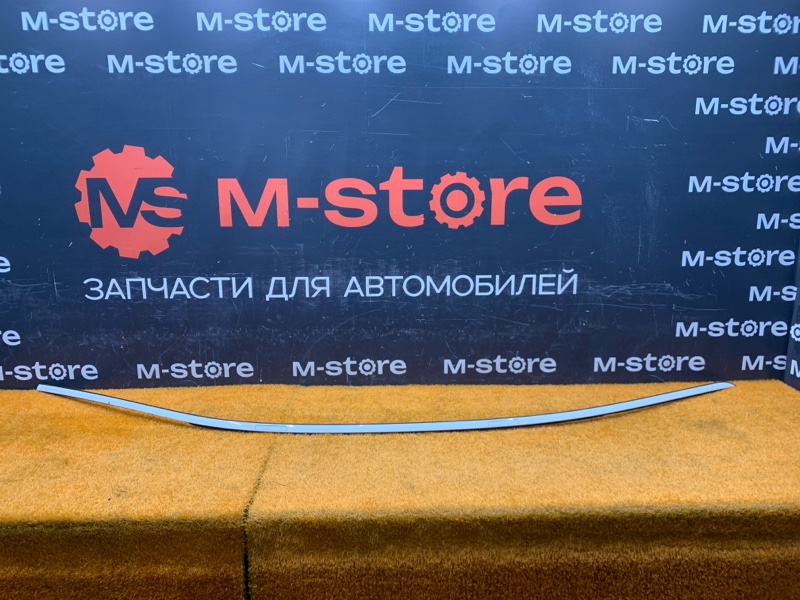 M-store M-store M-store M-store M-store
tore M-store M-store M-store M-store M-
M-store
M-
MS M-store
M-store
M-s
M-store
ЗАПЧАСТИ ДЛЯ АВТОМОБИЛЕЙ
M-s
M-store
M-store M-store M-store M-store M-store M-s